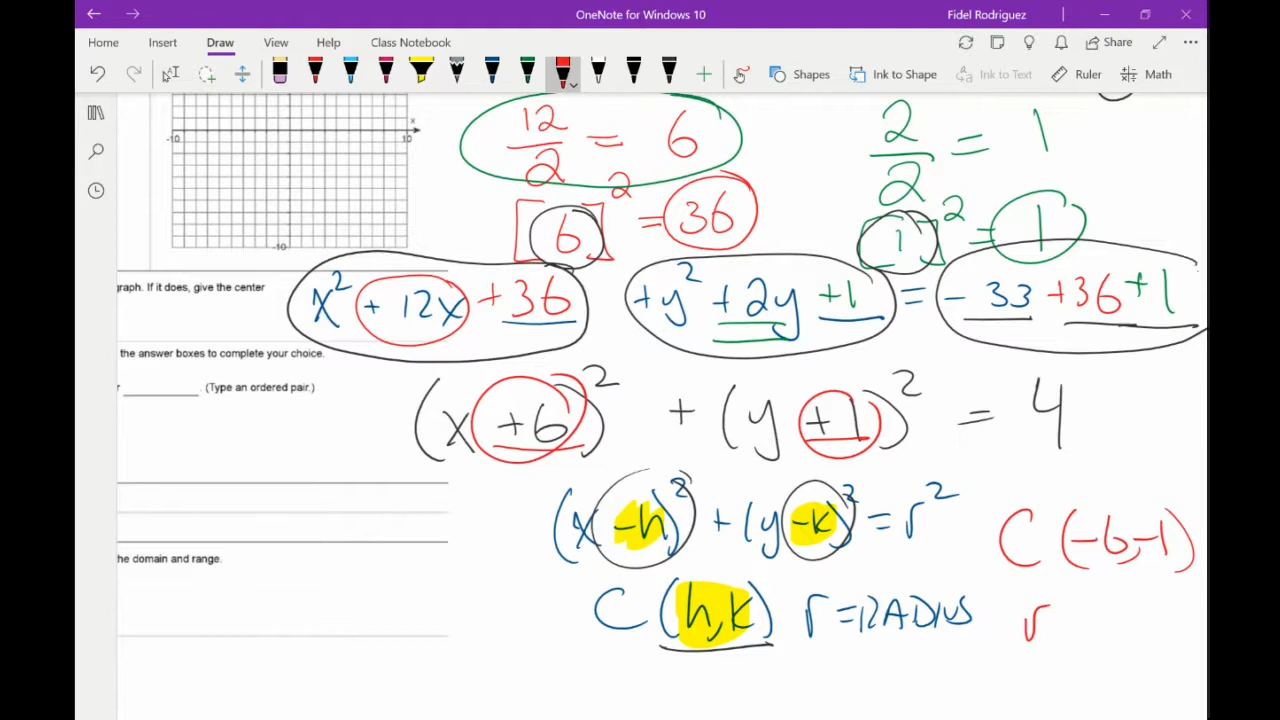 OneNote for Windows 10
Fidel Rodriguez
Home Insert Draw View Help Class Notebook
Share
Shapes Ink to Shape Ink to Text Ruler Math
-10 10 x
-10
12/2 = 6
2/2 = 1
[6]² = 36
[1]² = 1
x² + 12x + 36 + y² + 2y + 1 = - 33 + 36 + 1
raph. If it does, give the center
the answer boxes to complete your choice.
(Type an ordered pair.)
(x + 6)² + (y + 1)² = 4
(x - h)² + (y - k)² = r²
C (-6,-1)
he domain and range.
C (h,k) r = RADIUS
r